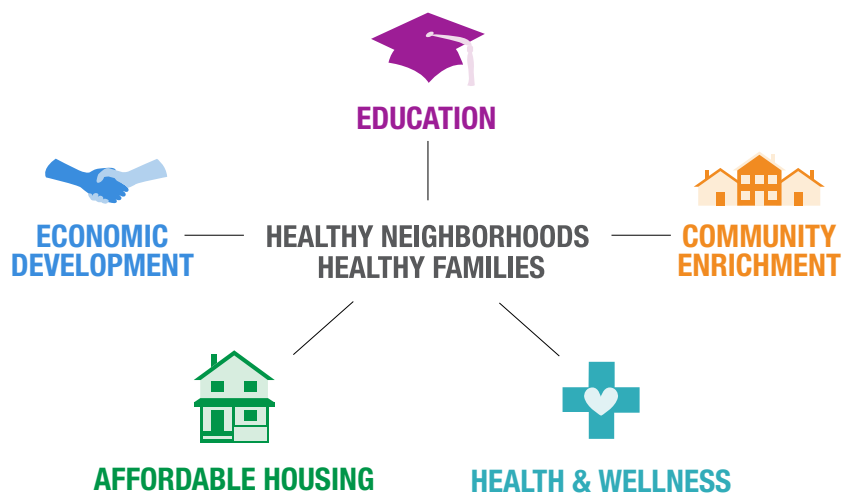 EDUCATION
ECONOMIC
DEVELOPMENT
HEALTHY NEIGHBORHOODS
HEALTHY FAMILIES
COMMUNITY
ENRICHMENT
AFFORDABLE HOUSING
HEALTH & WELLNESS